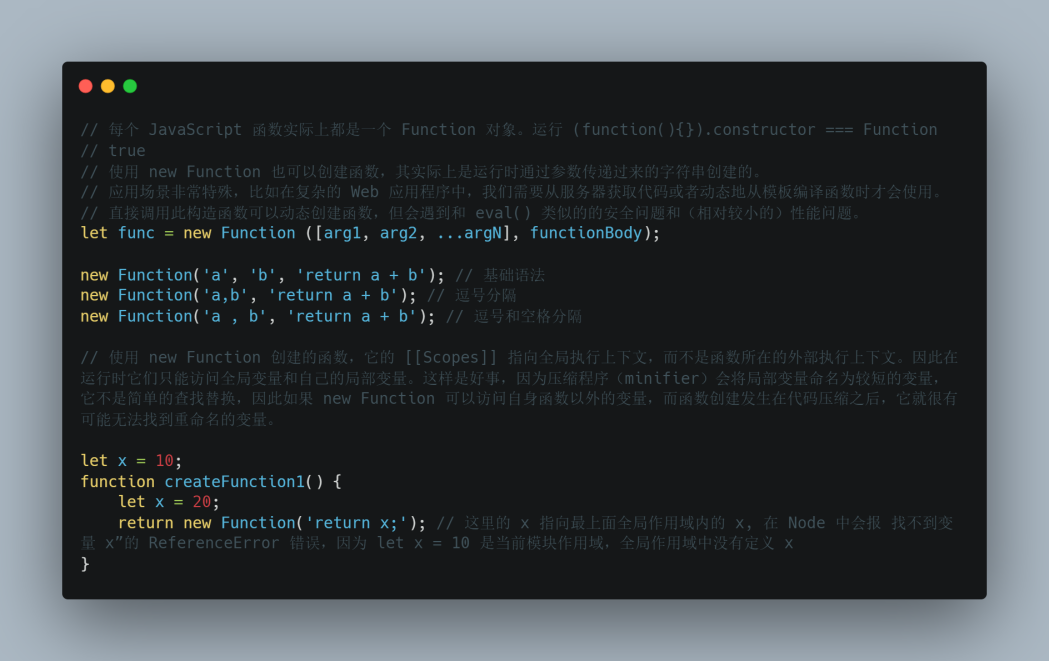 // 每个 JavaScript 函数实际上都是一个 Function 对象。运行 (function(){}).constructor === Function
// true
// 使用 new Function 也可以创建函数，其实际上是运行时通过参数传递过来的字符串创建的。
// 应用场景非常特殊，比如在复杂的 Web 应用程序中，我们需要从服务器获取代码或者动态地从模板编译函数时才会使用。
// 直接调用此构造函数可以动态创建函数，但会遇到和 eval() 类似的的安全问题和（相对较小的）性能问题。
let func = new Function ([arg1, arg2, ...argN], functionBody);
new Function('a', 'b', 'return a + b'); // 基础语法
new Function('a,b', 'return a + b'); // 逗号分隔
new Function('a , b', 'return a + b'); // 逗号和空格分隔
// 使用 new Function 创建的函数，它的 [[Scopes]] 指向全局执行上下文，而不是函数所在的外部执行上下文。因此在
运行时它们只能访问全局变量和自己的局部变量。这样是好事，因为压缩程序（minifier）会将局部变量命名为较短的变量，
它不是简单的查找替换，因此如果 new Function 可以访问自身函数以外的变量，而函数创建发生在代码压缩之后，它就很有
可能无法找到重命名的变量。
let x = 10;
function createFunction1() {
    let x = 20;
    return new Function('return x;'); // 这里的 x 指向最上面全局作用域内的 x, 在 Node 中会报 找不到变
量 x”的 ReferenceError 错误，因为 let x = 10 是当前模块作用域，全局作用域中没有定义 x
}